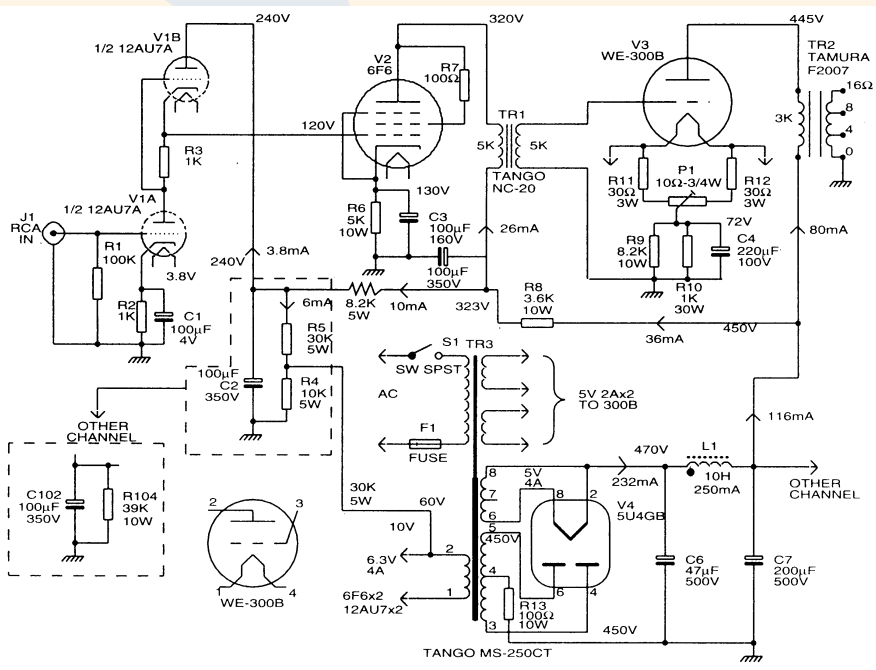 240V
320V
445V
V1B
1/2 12AU7A
V2
6F6
R7
100Ω
V3
WE-300B
TR2
TAMURA
F2007
16Ω
8
4
0
3K
120V
TR1
5K
5K
TANGO
NC-20
R3
1K
V1A
1/2 12AU7A
J1
RCA
IN
R1
100K
3.8V
R2
1K
C1
100µF
4V
240V
3.8mA
130V
R6
5K
10W
C3
100µF
160V
100µF
350V
26mA
R11
30Ω
3W
P1
10Ω-3/4W
R12
30Ω
3W
72V
R9
8.2K
10W
R10
1K
30W
C4
220µF
100V
80mA
6mA
8.2K
5W
10mA
323V
R8
3.6K
10W
36mA
450V
R5
30K
5W
R4
10K
5W
100µF
C2
350V
S1
SW SPST
TR3
AC
F1
FUSE
5V 2Ax2
TO 300B
116mA
OTHER
CHANNEL
C102
100µF
350V
R104
39K
10W
2
3
1
4
WE-300B
30K
5W
60V
10V
6.3V
4A
2
1
6F6x2
12AU7x2
8
7
6
5
450V
4
3
5V
4A
8
2
V4
5U4GB
6
4
R13
100Ω
10W
450V
470V
232mA
L1
10H
250mA
OTHER
CHANNEL
C6
47µF
500V
C7
200µF
500V
TANGO MS-250CT